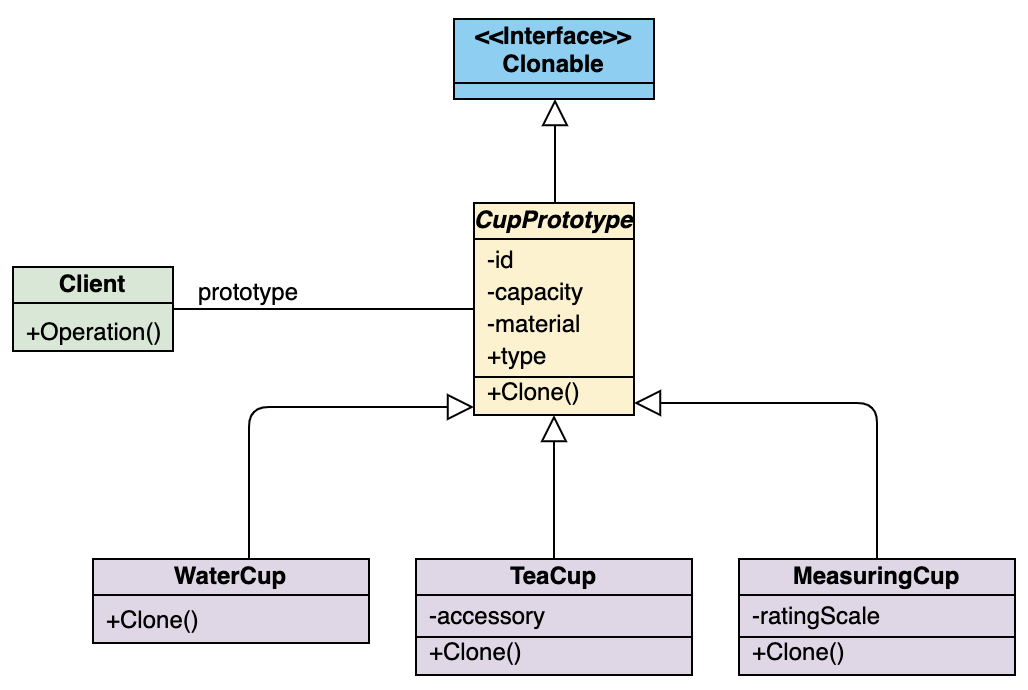 <<Interface>>
Clonable
CupPrototype
-id
-capacity
-material
+type
+Clone()
Client
+Operation()
prototype
WaterCup
+Clone()
TeaCup
-accessory
+Clone()
MeasuringCup
-ratingScale
+Clone()